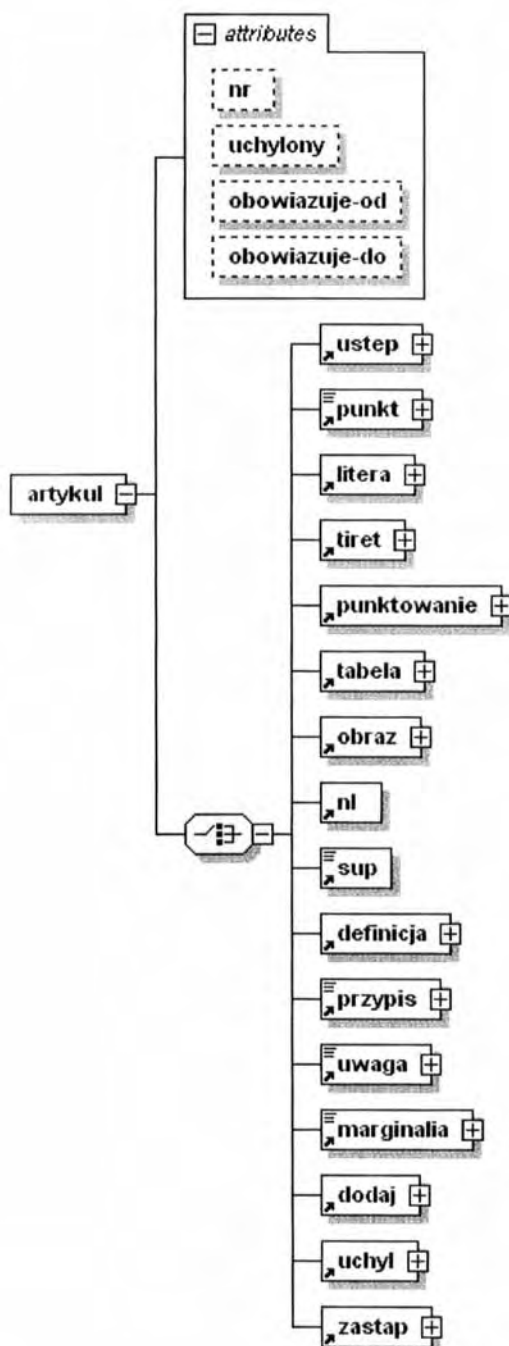 attributes
nr
uchylony
obowiazuje-od
obowiazuje-do
ustep
punkt
litera
artykul
tiret
punktowanie
tabela
obraz
nl
sup
definicja
przypis
uwaga
marginalia
dodaj
uchyl
zastap